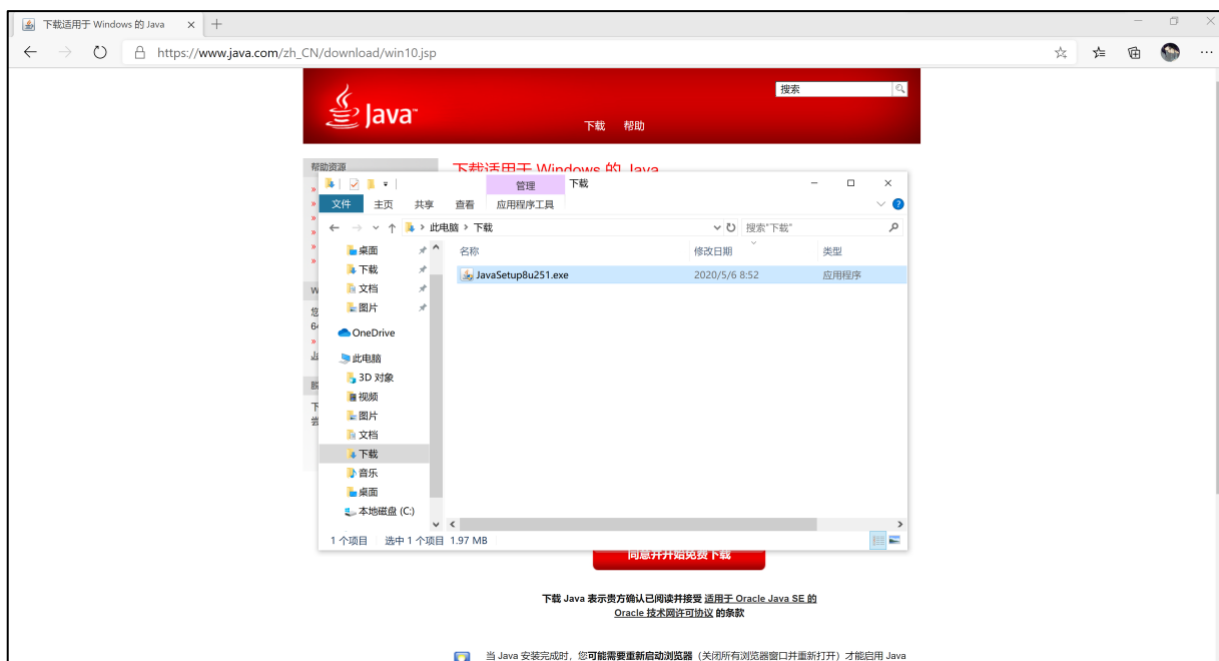 下载适用于 Windows 的 Java
https://www.java.com/zh_CN/download/win10.jsp
Java
搜索
下载 帮助
帮助资源
下载适用于 Windows 的 Java
管理 下载
文件 主页 共享 查看 应用程序工具
此电脑 › 下载 搜索"下载"
桌面
下载
文档
图片
OneDrive
此电脑
3D 对象
视频
图片
文档
下载
音乐
桌面
本地磁盘 (C:)
名称 修改日期 类型
JavaSetup8u251.exe 2020/5/6 8:52 应用程序
1 个项目 选中 1 个项目 1.97 MB
同意并开始免费下载
下载 Java 表示贵方确认已阅读并接受 适用于 Oracle Java SE 的
Oracle 技术网许可协议 的条款
当 Java 安装完成时，您可能需要重新启动浏览器（关闭所有浏览器窗口并重新打开）才能启用 Java